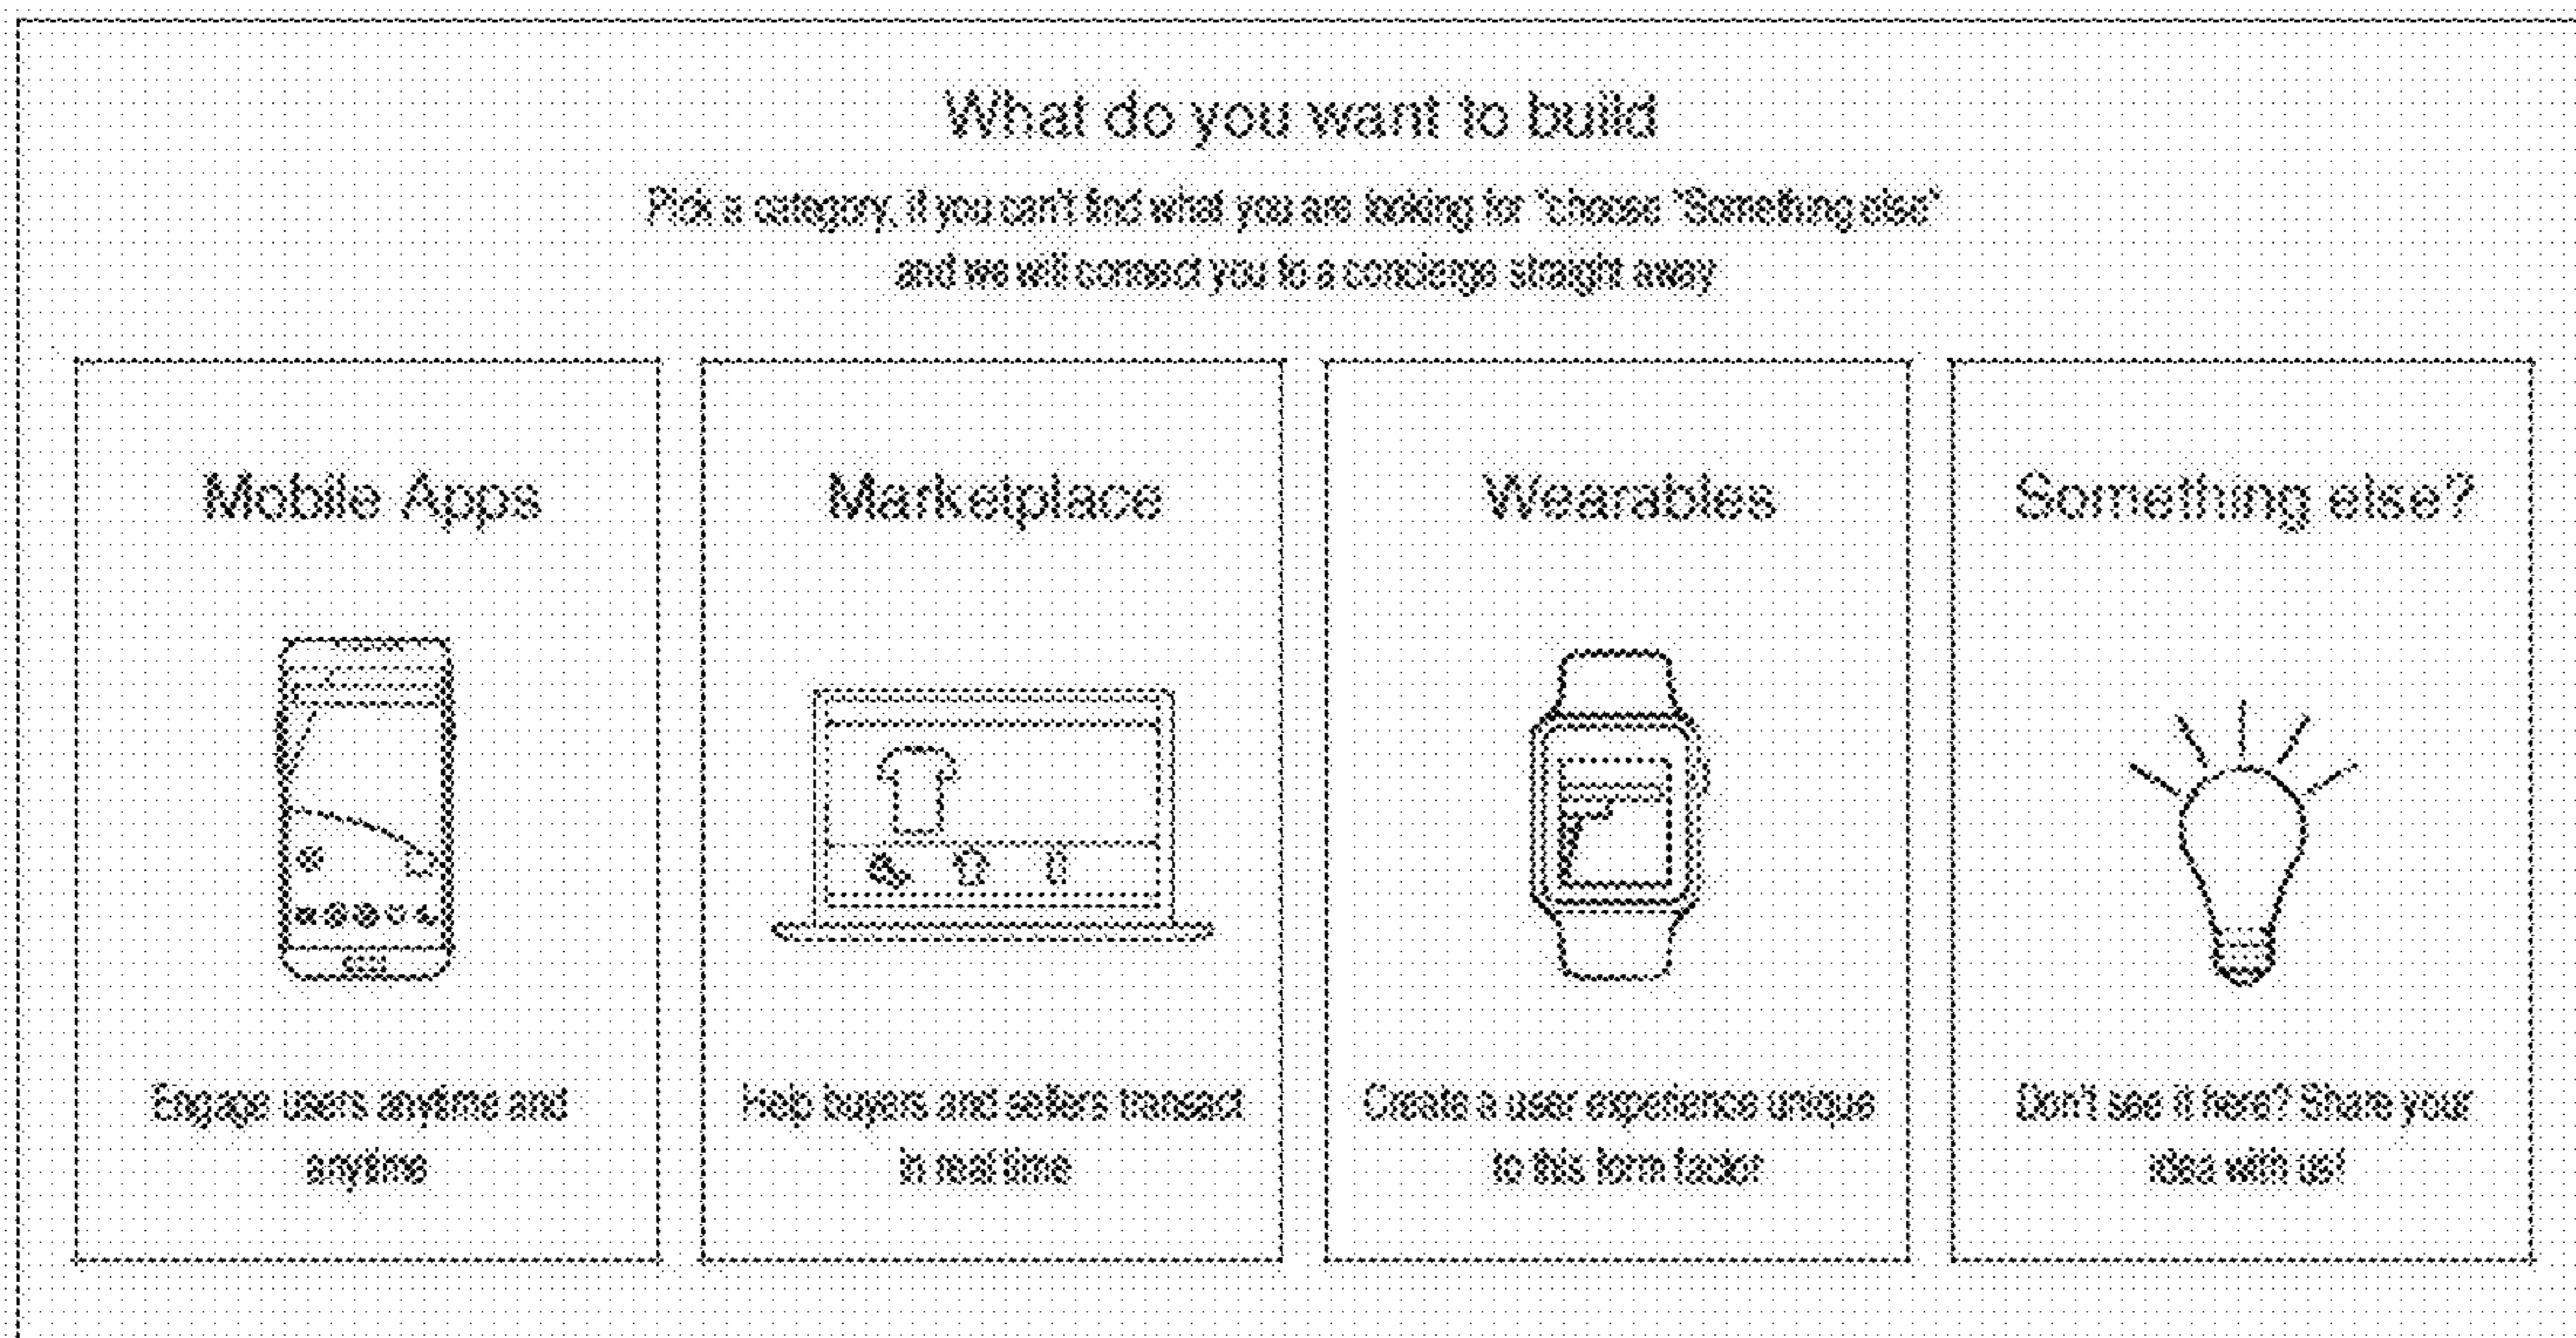 What do you want to build
Pick a category, if you can't find what you are looking for "choose "Something else"
and we will connect you to a concierge straight away
Mobile Apps
Engage users anytime and
anytime
Marketplace
Help buyers and sellers transact
in real time
Wearables
Create a user experience unique
to this form factor
Something else?
Don't see it here? Share your
idea with us!